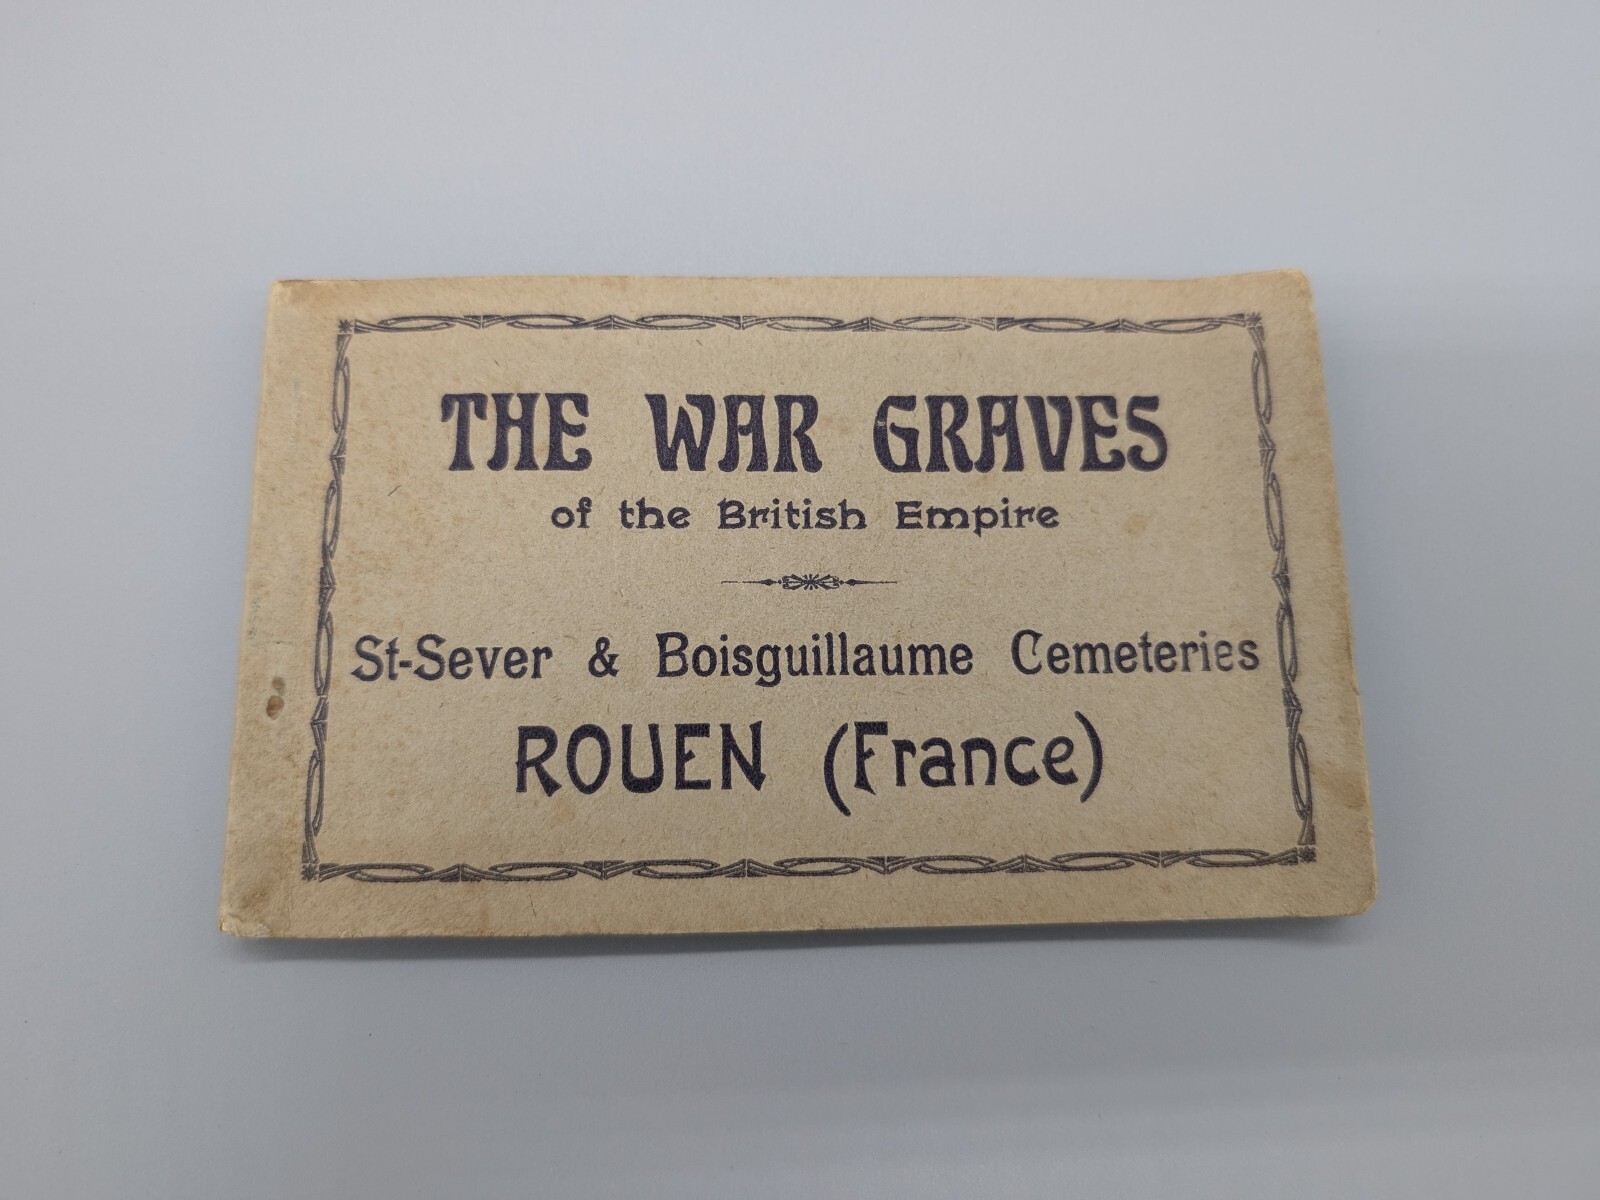 THE WAR GRAVES
of the British Empire
St-Sever & Boisguillaume Cemeteries
ROUEN (France)